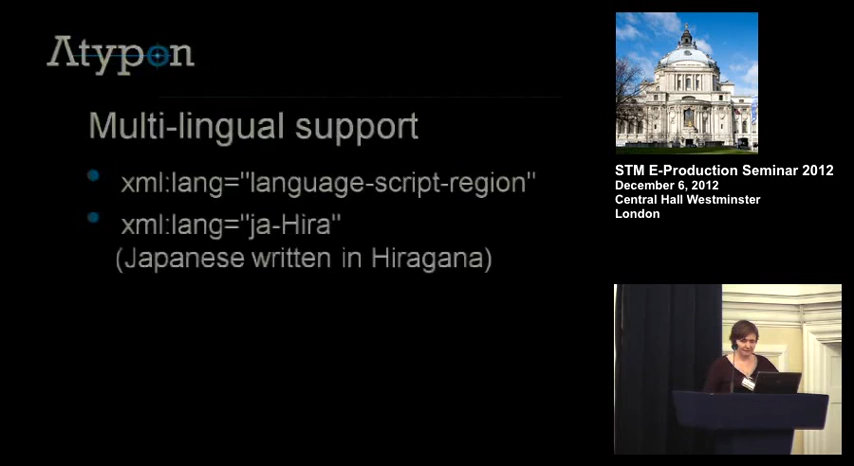 Atypon
Multi-lingual support
xml:lang="language-script-region"
xml:lang="ja-Hira"
(Japanese written in Hiragana)
STM E-Production Seminar 2012
December 6, 2012
Central Hall Westminster
London